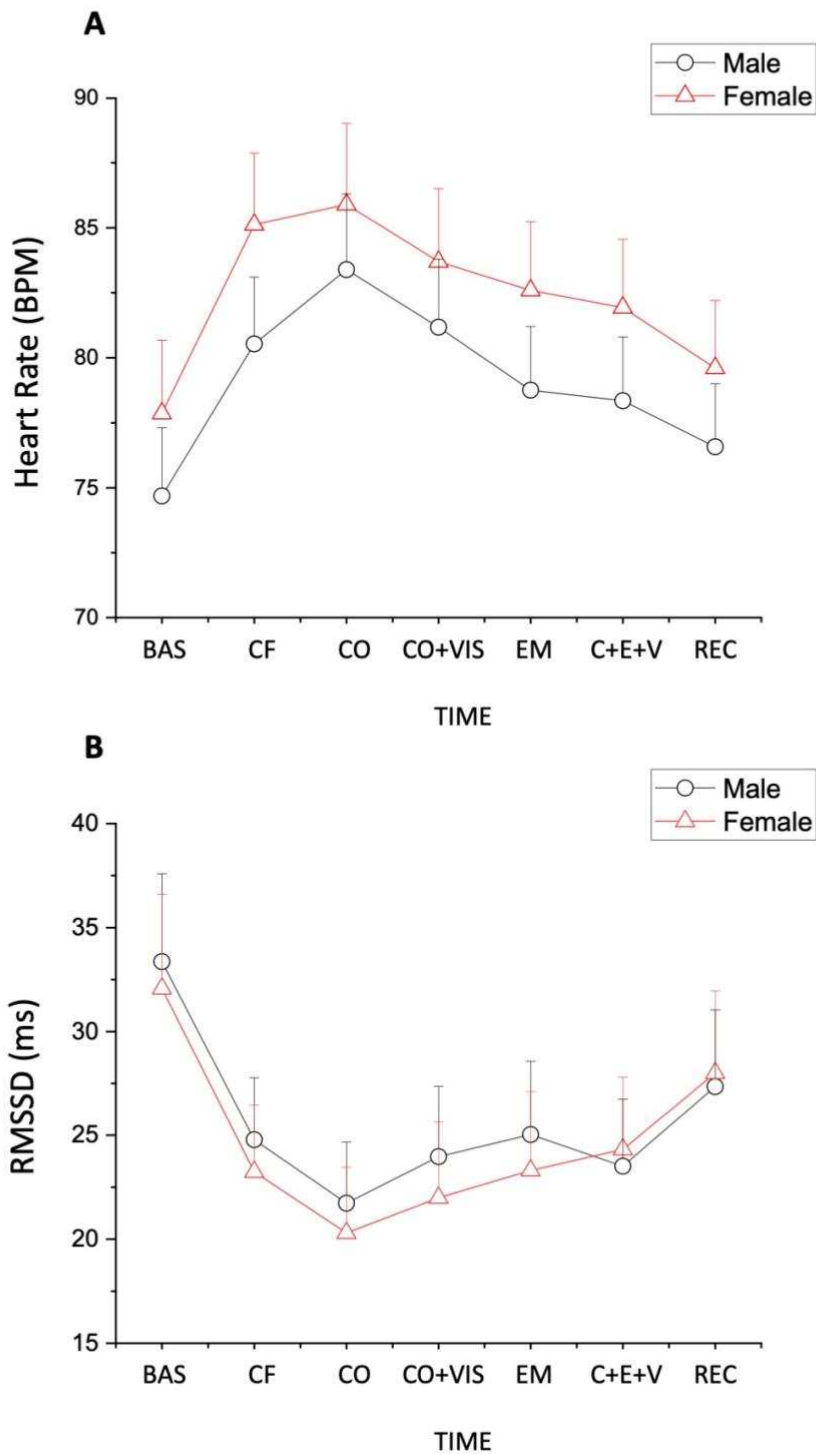 A
Male
Female
90
85
80
75
70
Heart Rate (BPM)
BAS CF CO CO+VIS EM C+E+V REC
TIME
B
Male
Female
40
35
30
25
20
15
RMSSD (ms)
BAS CF CO CO+VIS EM C+E+V REC
TIME